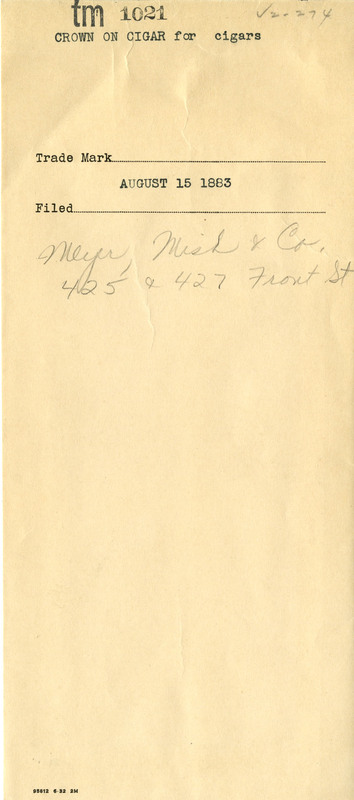 tm 1021 V2-274
CROWN ON CIGAR for cigars
Trade Mark
AUGUST 15 1883
Filed
Meyer, Mish & Co.
425 & 427 Front St
95812 6-32 2M